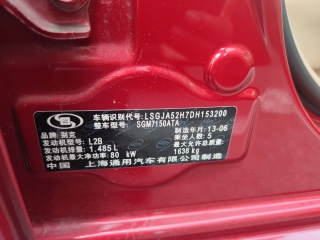 车辆识别代号: LSGJA52H7DH153200
整车型号: SGM7150ATA
品牌: 别克 制造年月 13-06
发动机型号: L2B 乘坐人数 5
发动机排量: 1,485 L 最大允许总质量
发动机最大净功率: 80 kW 1638 kg
中国 上海通用汽车有限公司制造